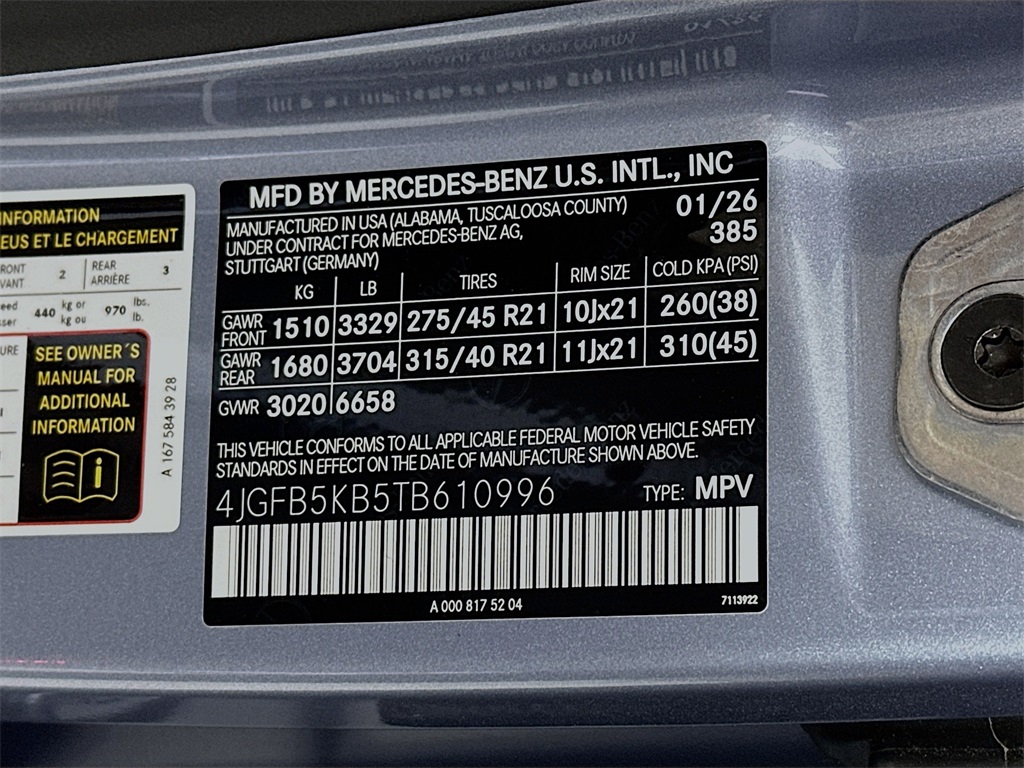 INFORMATION
EUS ET LE CHARGEMENT
RONT 2 REAR 3
VANT ARRIÈRE
440 kg or 970 lbs.
kg ou lb.
SEE OWNER´S
MANUAL FOR
ADDITIONAL
INFORMATION
A 167 584 39 28
MFD BY MERCEDES-BENZ U.S. INTL., INC
MANUFACTURED IN USA (ALABAMA, TUSCALOOSA COUNTY) 01/26
UNDER CONTRACT FOR MERCEDES-BENZ AG, 385
STUTTGART (GERMANY)
KG LB TIRES RIM SIZE COLD KPA (PSI)
GAWR FRONT 1510 3329 275/45 R21 10Jx21 260(38)
GAWR REAR 1680 3704 315/40 R21 11Jx21 310(45)
GVWR 3020 6658
THIS VEHICLE CONFORMS TO ALL APPLICABLE FEDERAL MOTOR VEHICLE SAFETY
STANDARDS IN EFFECT ON THE DATE OF MANUFACTURE SHOWN ABOVE.
4JGFB5KB5TB610996 TYPE: MPV
A 000 817 52 04 7113922